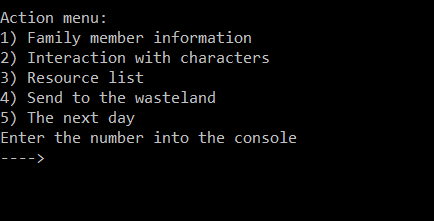 Action menu:
1) Family member information
2) Interaction with characters
3) Resource list
4) Send to the wasteland
5) The next day
Enter the number into the console
---->